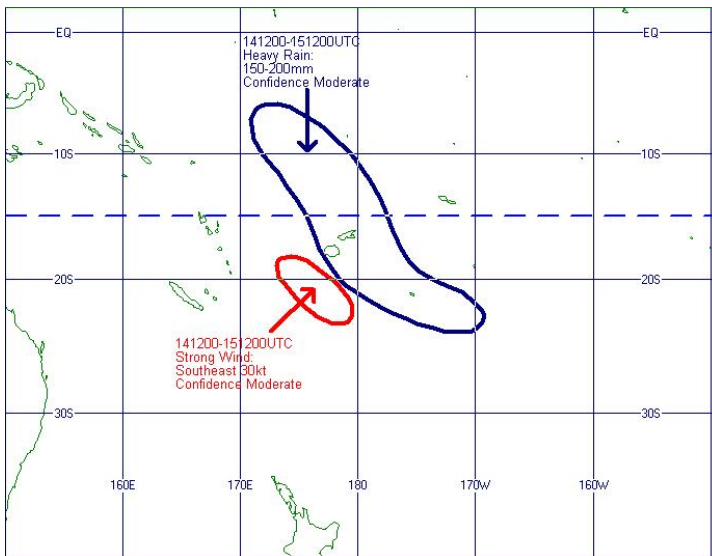 EQ EQ
141200-151200UTC
Heavy Rain:
150-200mm
Confidence Moderate
10S 10S
20S 20S
141200-151200UTC
Strong Wind:
Southeast 30kt
Confidence Moderate
30S 30S
160E 170E 180 170W 160W